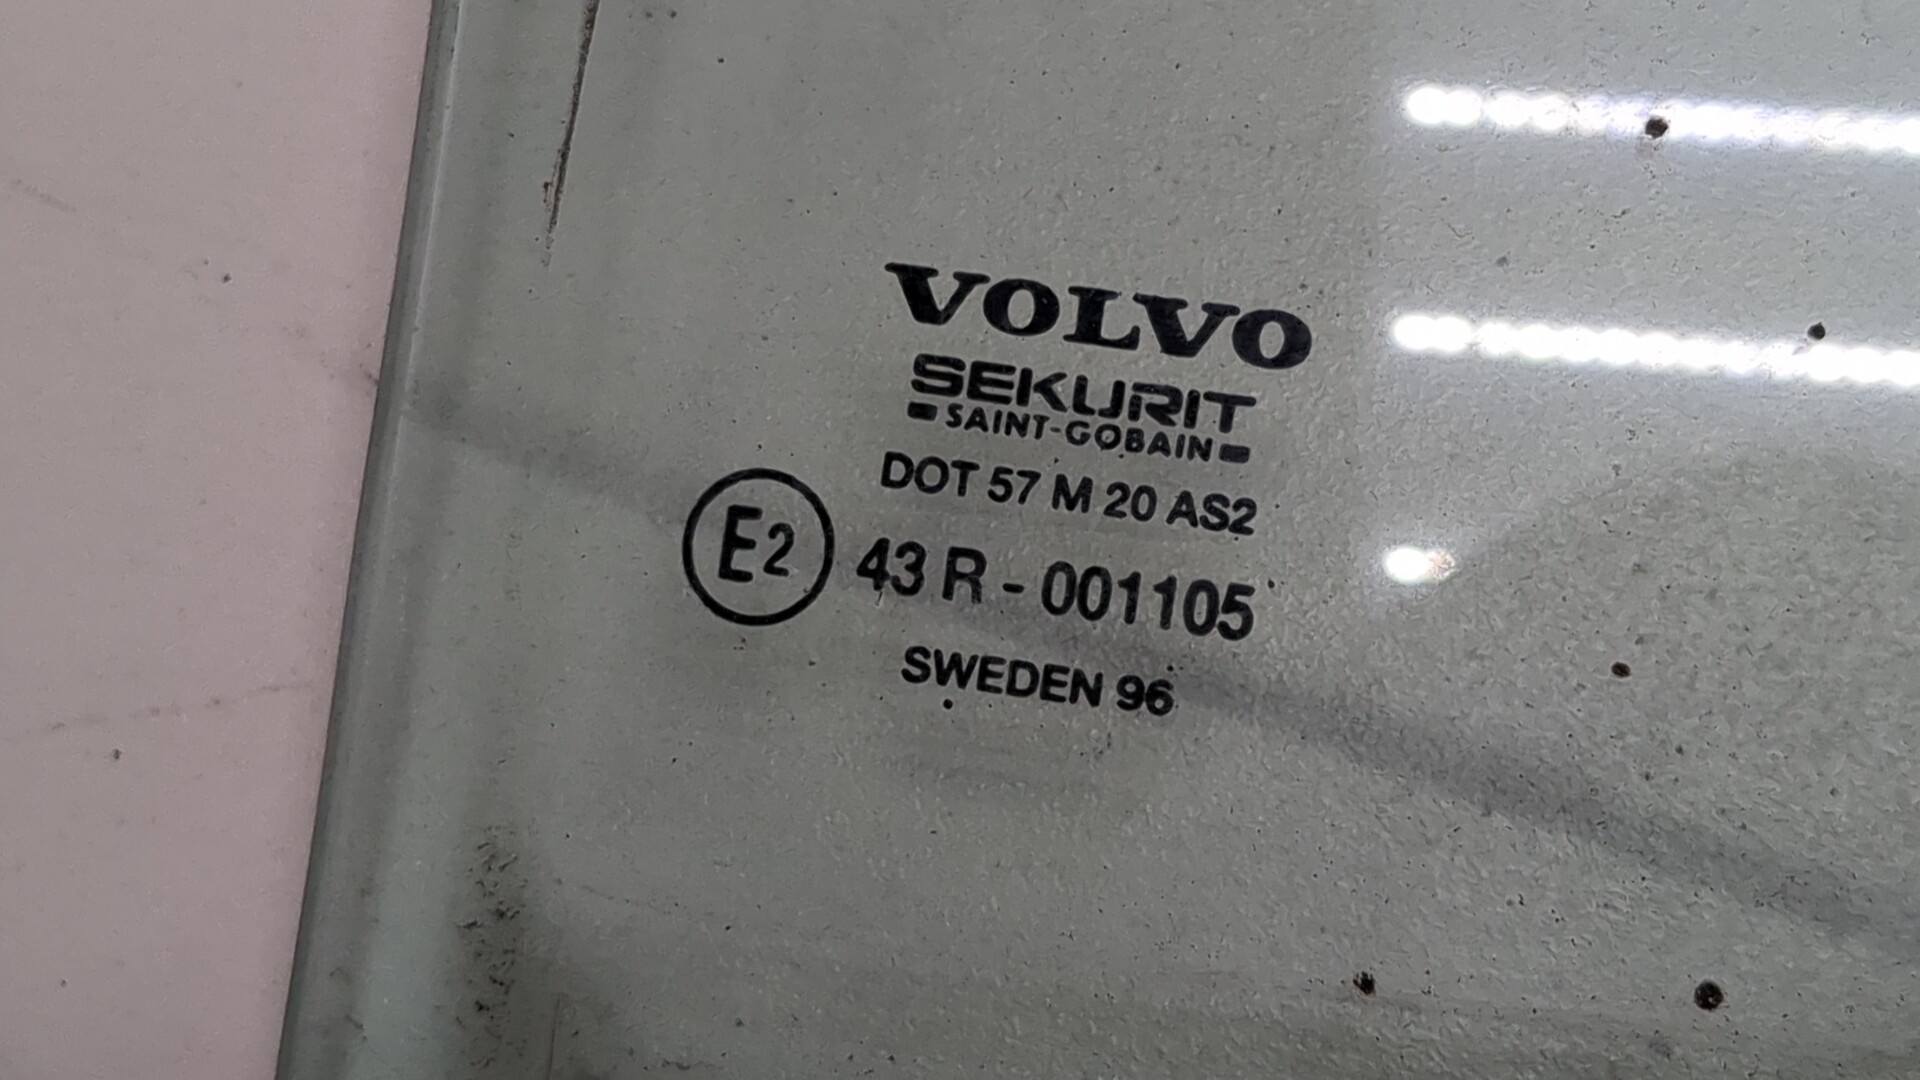 VOLVO
SEKURIT
SAINT-GOBAIN
DOT 57 M 20 AS2
E2 43 R - 001105
SWEDEN 96